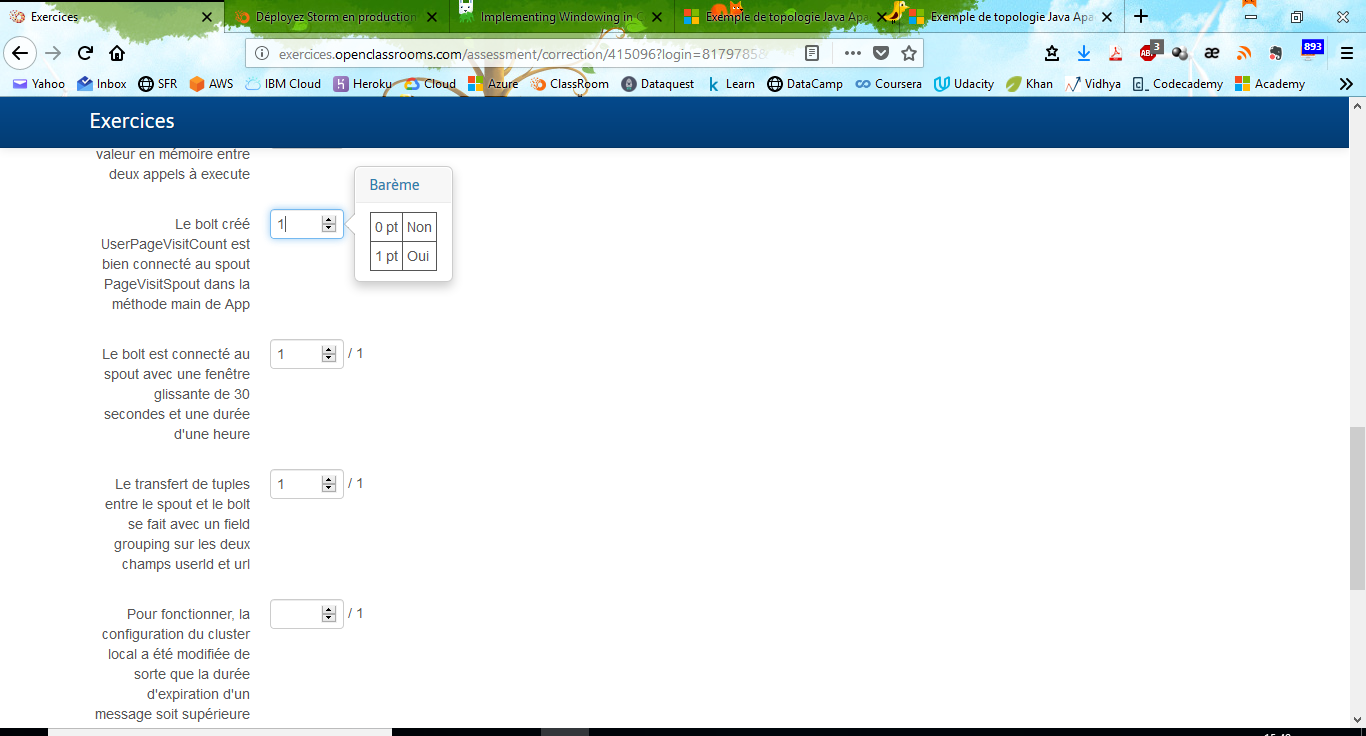 Exercices
Déployez Storm en production
Implementing Windowing in
Exemple de topologie Java Apa
Exemple de topologie Java Apa
exercices.openclassrooms.com/assessment/correction/415096?login=8179785
3
893
Yahoo Inbox SFR AWS IBM Cloud Heroku Cloud Azure ClassRoom Dataquest Learn DataCamp Coursera Udacity Khan Vidhya Codecademy Academy
Exercices
valeur en mémoire entre
deux appels à execute
Le bolt créé
UserPageVisitCount est
bien connecté au spout
PageVisitSpout dans la
méthode main de App
1
Barème
0 pt Non
1 pt Oui
Le bolt est connecté au
spout avec une fenêtre
glissante de 30
secondes et une durée
d'une heure
1 / 1
Le transfert de tuples
entre le spout et le bolt
se fait avec un field
grouping sur les deux
champs userId et url
1 / 1
Pour fonctionner, la
configuration du cluster
local a été modifiée de
sorte que la durée
d'expiration d'un
message soit supérieure
/ 1